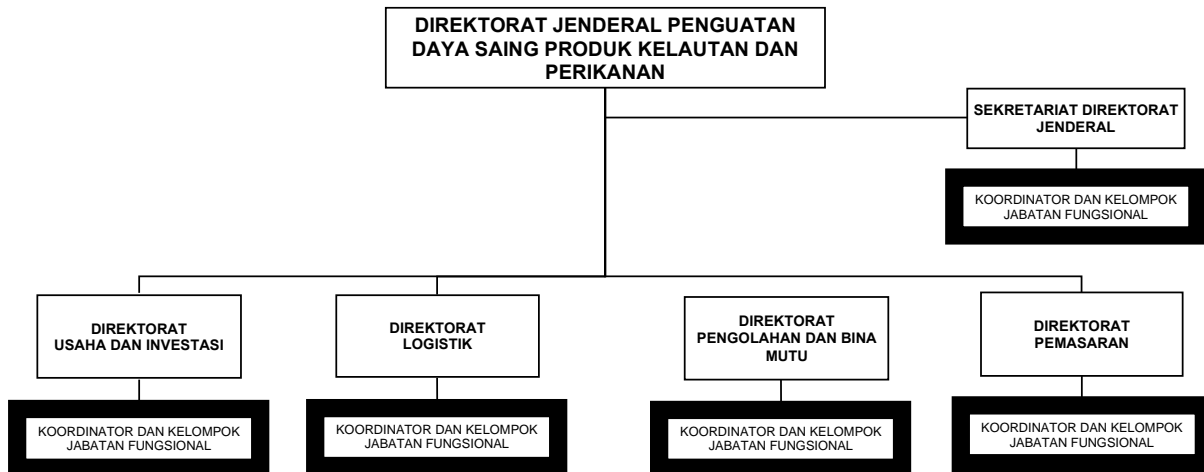 DIREKTORAT JENDERAL PENGUATAN
DAYA SAING PRODUK KELAUTAN DAN
PERIKANAN
SEKRETARIAT DIREKTORAT
JENDERAL
KOORDINATOR DAN KELOMPOK
JABATAN FUNGSIONAL
DIREKTORAT
USAHA DAN INVESTASI
DIREKTORAT
LOGISTIK
DIREKTORAT
PENGOLAHAN DAN BINA
MUTU
DIREKTORAT
PEMASARAN
KOORDINATOR DAN KELOMPOK
JABATAN FUNGSIONAL
KOORDINATOR DAN KELOMPOK
JABATAN FUNGSIONAL
KOORDINATOR DAN KELOMPOK
JABATAN FUNGSIONAL
KOORDINATOR DAN KELOMPOK
JABATAN FUNGSIONAL